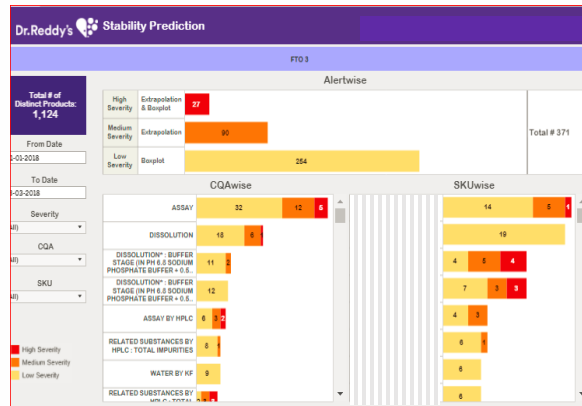 Dr.Reddy's
Stability Prediction
FTO 3
Total # of
Distinct Products:
1,124
From Date
-01-2018
To Date
-03-2018
Severity
CQA
SKU
High Severity
Medium Severity
Low Severity
Alertwise
High
Severity
Extrapolation
& Boxplot
27
Medium
Severity
Extrapolation
90
Low
Severity
Boxplot
254
Total # 371
CQAwise
ASSAY
32 12 5
DISSOLUTION
18 6
DISSOLUTION* : BUFFER
STAGE (IN PH 6.8 SODIUM
PHOSPHATE BUFFER + 0.5..
11 2
DISSOLUTION* : BUFFER
STAGE (IN PH 6.8 SODIUM
PHOSPHATE BUFFER + 0.5..
12
ASSAY BY HPLC
6 3 2
RELATED SUBSTANCES BY
HPLC : TOTAL IMPURITIES
8 1
WATER BY KF
9
RELATED SUBSTANCES BY
HPLC : TOTAL
SKUwise
14 5 1
19
4 5 4
7 3 3
4 3
6 1
6
6